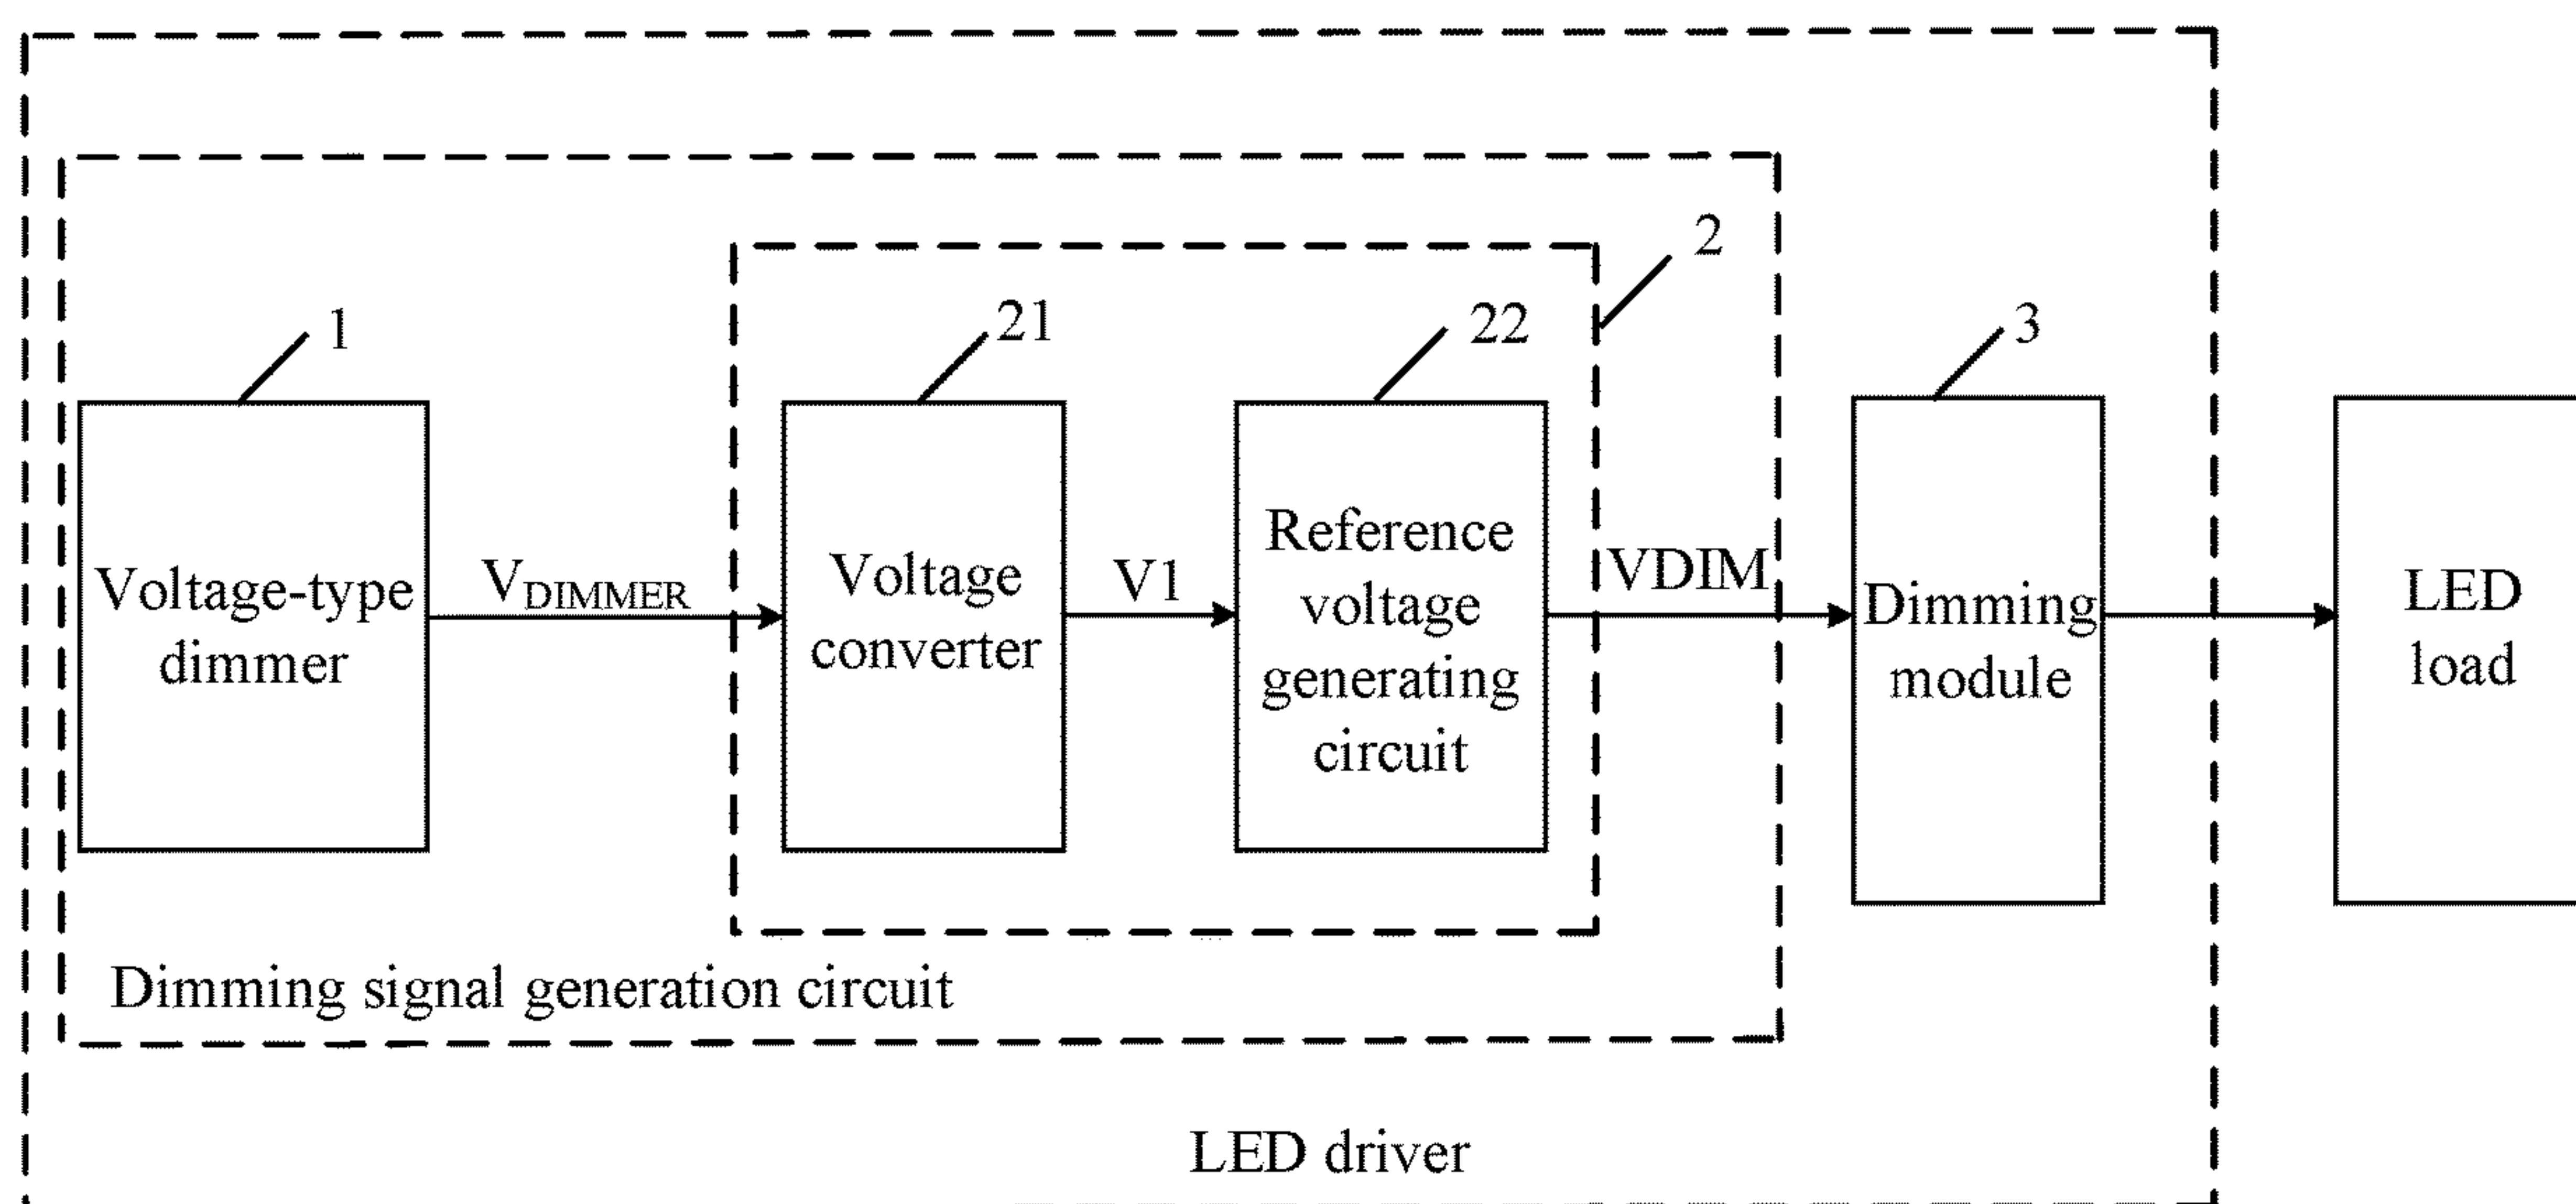 2
1
21
22
3
Voltage-type
dimmer
VDIMMER
Voltage
converter
V1
Reference
voltage
generating
circuit
VDIM
Dimming
module
LED
load
Dimming signal generation circuit
LED driver